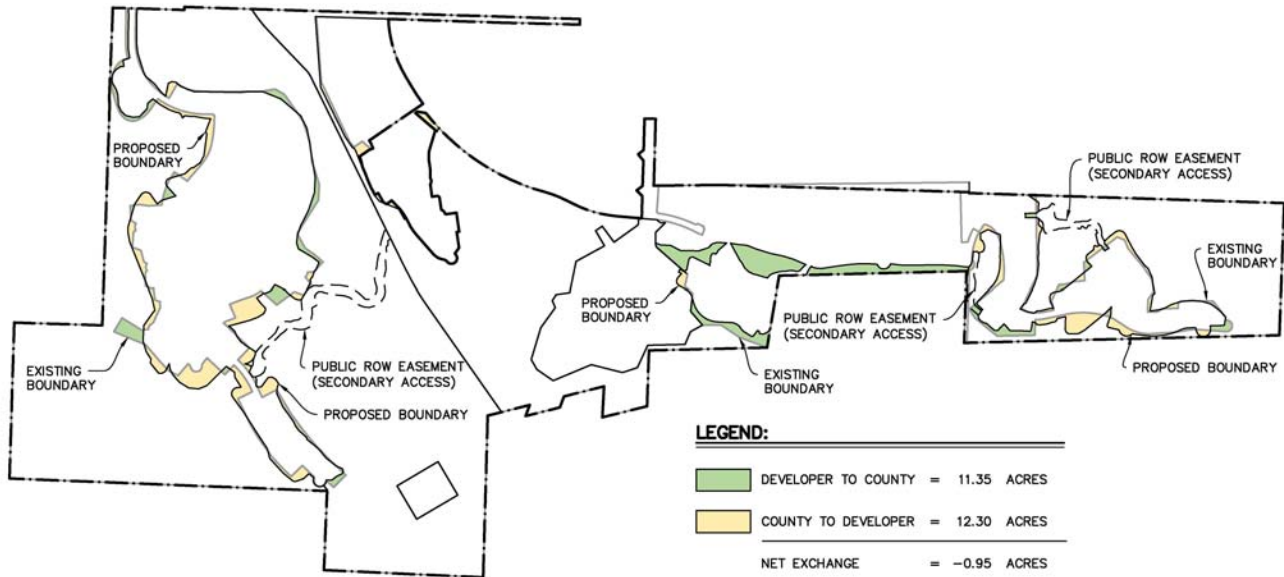 PROPOSED
BOUNDARY
EXISTING
BOUNDARY
PUBLIC ROW EASEMENT
(SECONDARY ACCESS)
PROPOSED BOUNDARY
PROPOSED
BOUNDARY
EXISTING
BOUNDARY
PUBLIC ROW EASEMENT
(SECONDARY ACCESS)
PUBLIC ROW EASEMENT
(SECONDARY ACCESS)
EXISTING
BOUNDARY
PROPOSED BOUNDARY
LEGEND:
DEVELOPER TO COUNTY = 11.35 ACRES
COUNTY TO DEVELOPER = 12.30 ACRES
NET EXCHANGE = -0.95 ACRES